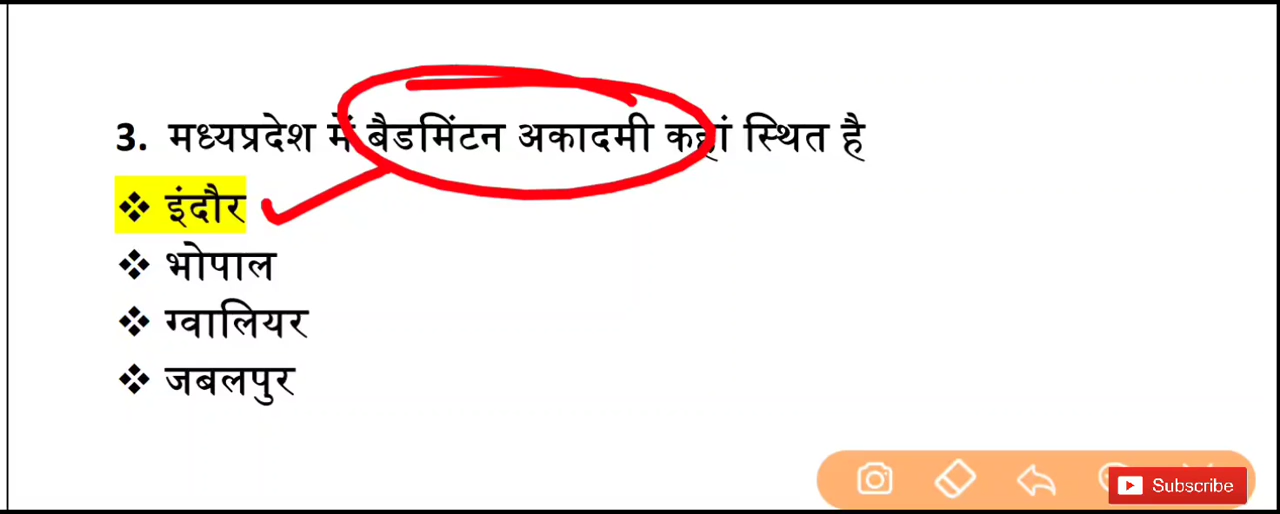 3. मध्यप्रदेश में बैडमिंटन अकादमी कहां स्थित है
❖ इंदौर
❖ भोपाल
❖ ग्वालियर
❖ जबलपुर
Subscribe